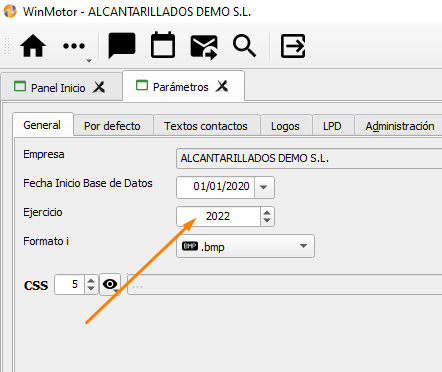 WinMotor - ALCANTARILLADOS DEMO S.L.
Panel Inicio Parámetros
General Por defecto Textos contactos Logos LPD Administración
Empresa ALCANTARILLADOS DEMO S.L.
Fecha Inicio Base de Datos 01/01/2020
Ejercicio 2022
Formato i BMP .bmp
CSS 5 ...